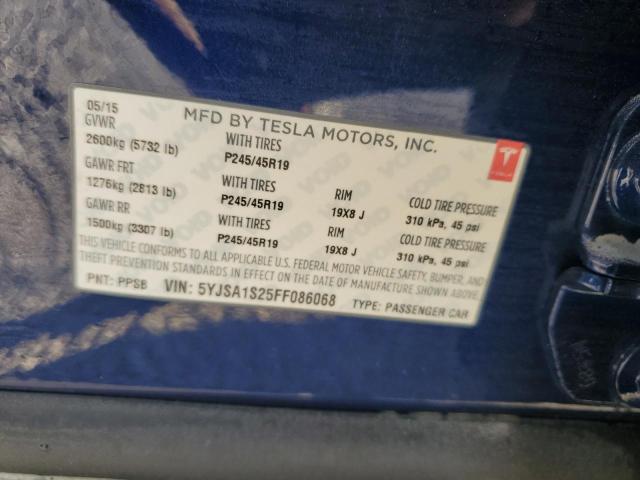 05/15
MFD BY TESLA MOTORS, INC.
GVWR
2600kg (5732 lb) WITH TIRES P245/45R19
GAWR FRT
1276kg (2813 lb) WITH TIRES P245/45R19 RIM 19X8 J COLD TIRE PRESSURE 310 kPa, 45 psi
GAWR RR
1500kg (3307 lb) WITH TIRES P245/45R19 RIM 19X8 J COLD TIRE PRESSURE 310 kPa, 45 psi
THIS VEHICLE CONFORMS TO ALL APPLICABLE U.S. FEDERAL MOTOR VEHICLE SAFETY, BUMPER, AND
THEFT PREVENTION STANDARDS IN EFFECT ON THE DATE OF MANUFACTURE SHOWN ABOVE.
PNT: PPSB VIN: 5YJSA1S25FF086068 TYPE: PASSENGER CAR
TESLA